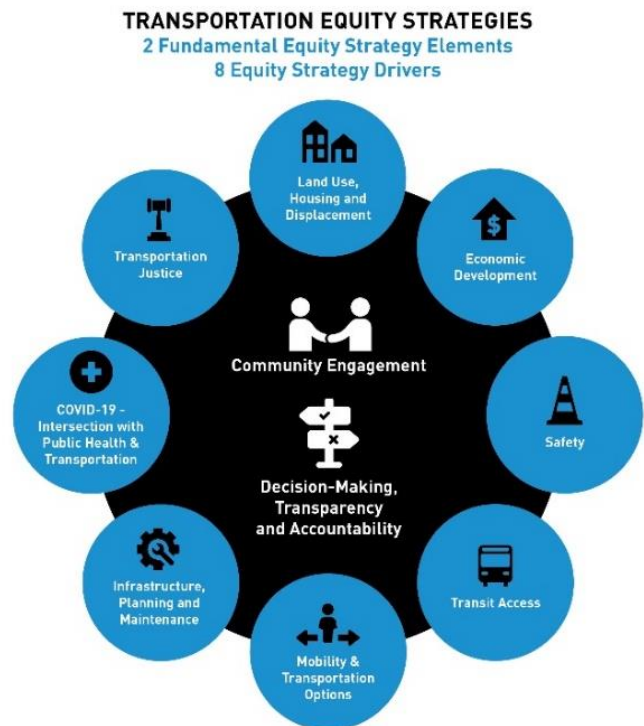 TRANSPORTATION EQUITY STRATEGIES
2 Fundamental Equity Strategy Elements
8 Equity Strategy Drivers
Land Use,
Housing and
Displacement
Economic
Development
Safety
Transit Access
Mobility &
Transportation
Options
Infrastructure,
Planning and
Maintenance
COVID-19 -
Intersection with
Public Health &
Transportation
Transportation
Justice
Community Engagement
Decision-Making,
Transparency
and Accountability